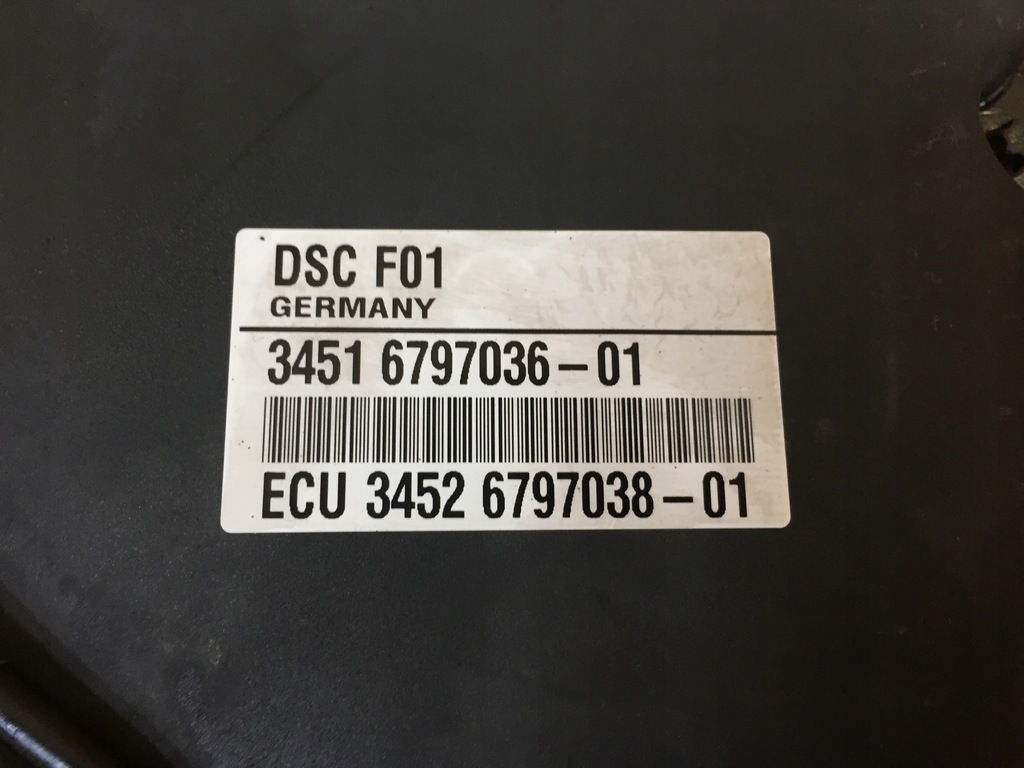 DSC F01
GERMANY
3451 6797036-01
ECU 3452 6797038-01